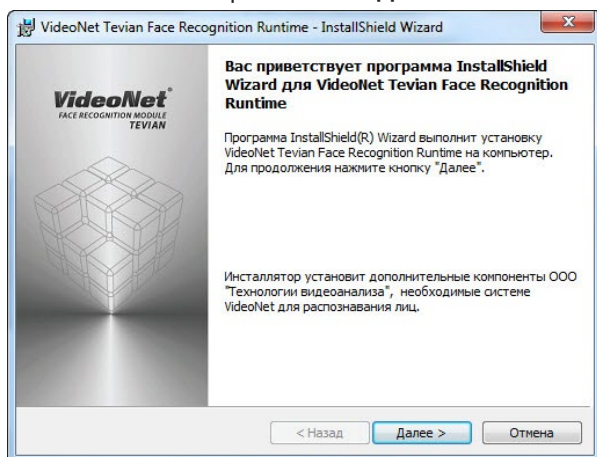 VideoNet Tevian Face Recognition Runtime - InstallShield Wizard
VideoNet®
FACE RECOGNITION MODULE
TEVIAN
Вас приветствует программа InstallShield
Wizard для VideoNet Tevian Face Recognition
Runtime
Программа InstallShield(R) Wizard выполнит установку
VideoNet Tevian Face Recognition Runtime на компьютер.
Для продолжения нажмите кнопку "Далее".
Инсталлятор установит дополнительные компоненты ООО
"Технологии видеоанализа", необходимые системе
VideoNet для распознавания лиц.
< Назад
Далее >
Отмена